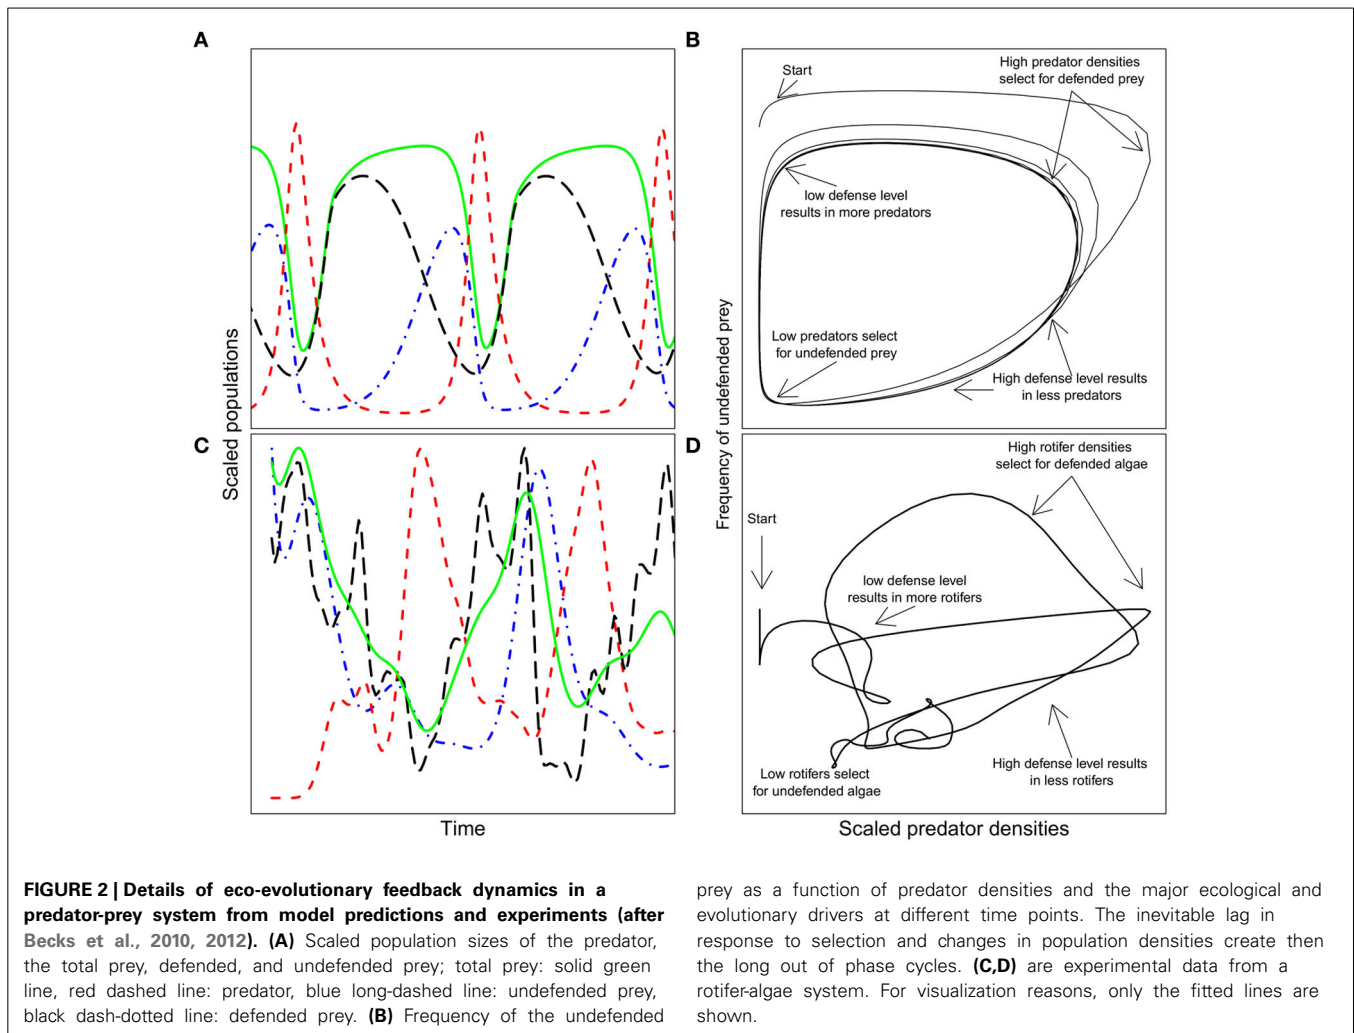 A
B
Start
High predator densities
select for defended prey
low defense level
results in more predators
Low predators select
for undefended prey
High defense level results
in less predators
Scaled populations
Frequency of undefended prey
C
D
High rotifer densities
select for defended algae
Start
low defense level
results in more rotifers
Low rotifers select
for undefended algae
High defense level results
in less rotifers
Time
Scaled predator densities
FIGURE 2 | Details of eco-evolutionary feedback dynamics in a
predator-prey system from model predictions and experiments (after
Becks et al., 2010, 2012). (A) Scaled population sizes of the predator,
the total prey, defended, and undefended prey; total prey: solid green
line, red dashed line: predator, blue long-dashed line: undefended prey,
black dash-dotted line: defended prey. (B) Frequency of the undefended
prey as a function of predator densities and the major ecological and
evolutionary drivers at different time points. The inevitable lag in
response to selection and changes in population densities create then
the long out of phase cycles. (C,D) are experimental data from a
rotifer-algae system. For visualization reasons, only the fitted lines are
shown.